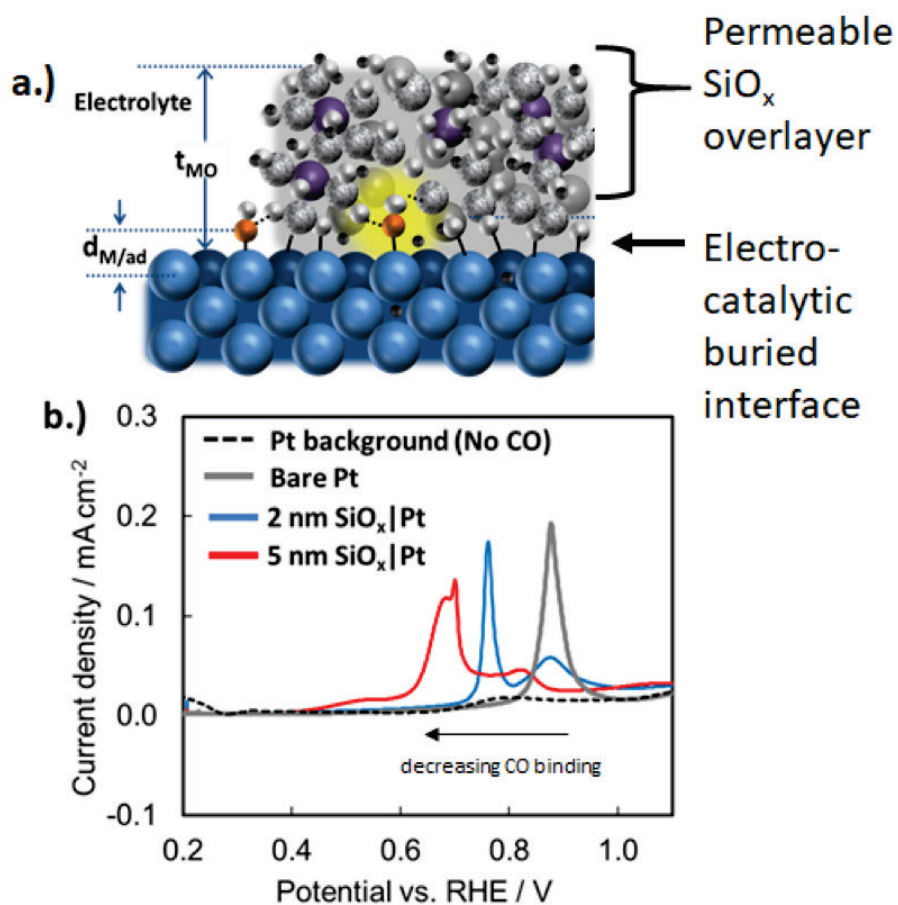 a.)
Electrolyte
tMO
dM/ad
Permeable
SiOx
overlayer
Electro-
catalytic
buried
interface
b.)
Pt background (No CO)
Bare Pt
2 nm SiOx|Pt
5 nm SiOx|Pt
decreasing CO binding
Current density / mA cm-2
0.3
0.2
0.1
0.0
-0.1
0.2 0.4 0.6 0.8 1.0
Potential vs. RHE / V